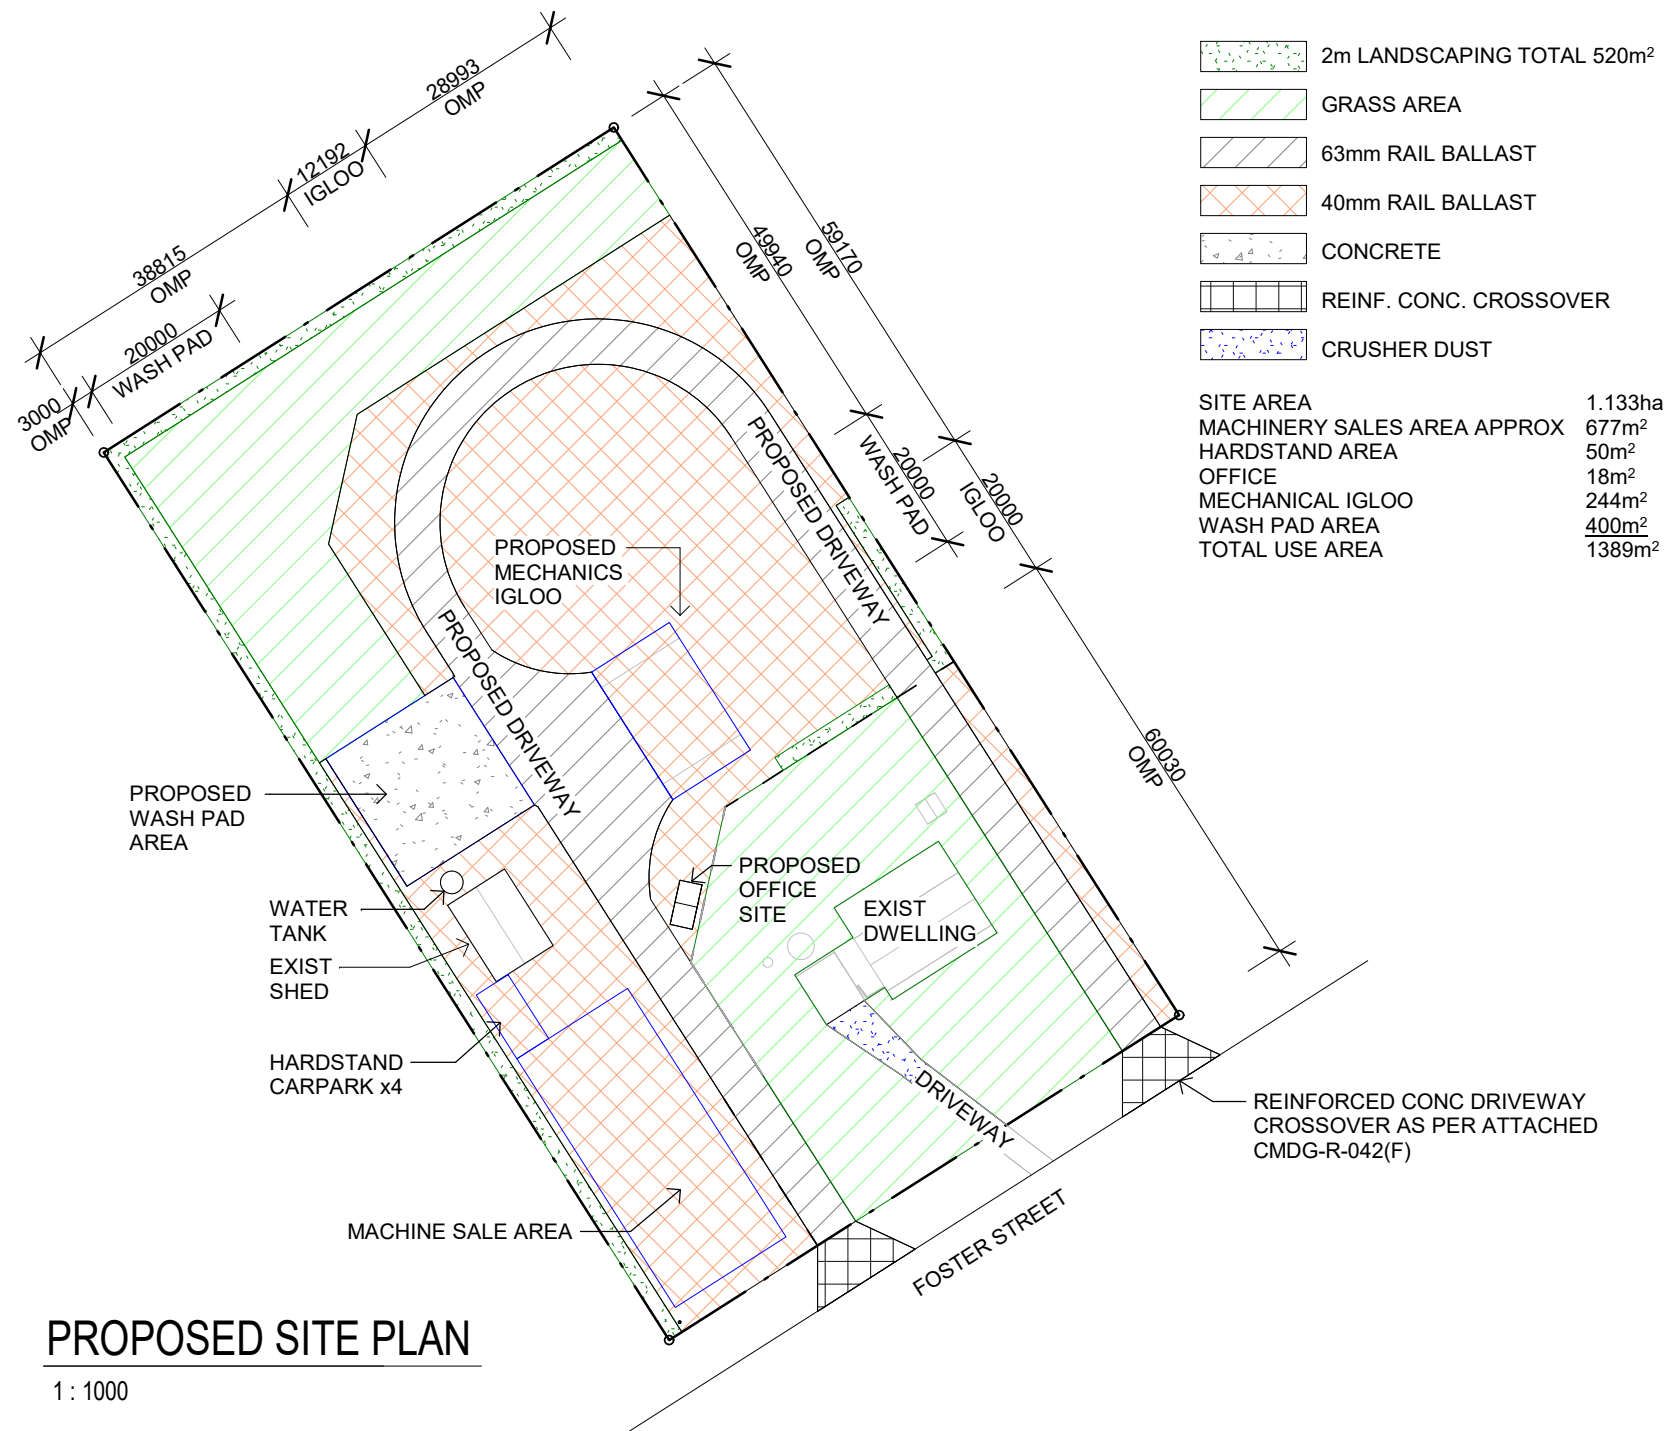 28993
OMP
12192
IGLOO
38815
OMP
20000
WASH PAD
3000
OMP
49940
OMP
59170
OMP
20000
WASH PAD
20000
IGLOO
60030
OMP
2m LANDSCAPING TOTAL 520m²
GRASS AREA
63mm RAIL BALLAST
40mm RAIL BALLAST
CONCRETE
REINF. CONC. CROSSOVER
CRUSHER DUST
SITE AREA 1.133ha
MACHINERY SALES AREA APPROX 677m²
HARDSTAND AREA 50m²
OFFICE 18m²
MECHANICAL IGLOO 244m²
WASH PAD AREA 400m²
TOTAL USE AREA 1389m²
PROPOSED DRIVEWAY
PROPOSED
MECHANICS
IGLOO
PROPOSED DRIVEWAY
PROPOSED
WASH PAD
AREA
WATER
TANK
EXIST
SHED
HARDSTAND
CARPARK x4
PROPOSED
OFFICE
SITE
EXIST
DWELLING
DRIVEWAY
MACHINE SALE AREA
REINFORCED CONC DRIVEWAY
CROSSOVER AS PER ATTACHED
CMDG-R-042(F)
FOSTER STREET
PROPOSED SITE PLAN
1 : 1000